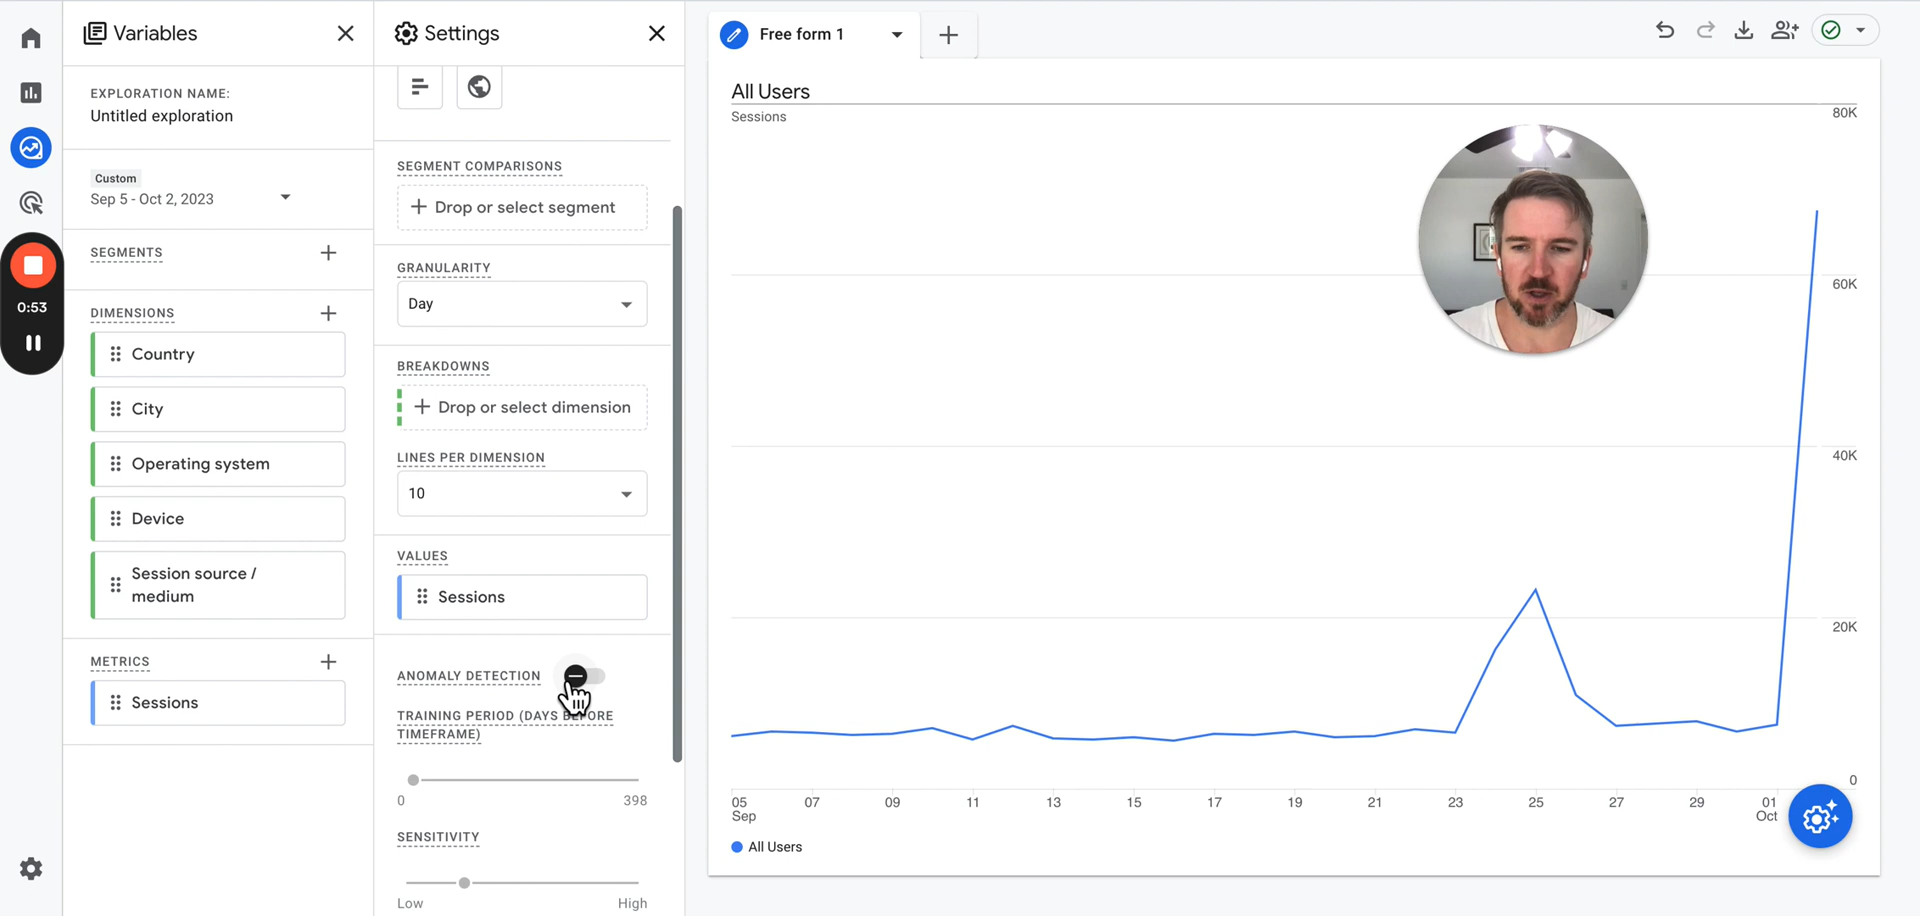 Variables
EXPLORATION NAME:
Untitled exploration
Custom
Sep 5 - Oct 2, 2023
SEGMENTS
DIMENSIONS
Country
City
Operating system
Device
Session source /
medium
METRICS
Sessions
0:53
Settings
SEGMENT COMPARISONS
Drop or select segment
GRANULARITY
Day
BREAKDOWNS
Drop or select dimension
LINES PER DIMENSION
10
VALUES
Sessions
ANOMALY DETECTION
TRAINING PERIOD (DAYS BEFORE
TIMEFRAME)
0 398
SENSITIVITY
Low High
Free form 1
All Users
Sessions
80K
60K
40K
20K
0
05 07 09 11 13 15 17 19 21 23 25 27 29 01
Sep Oct
All Users